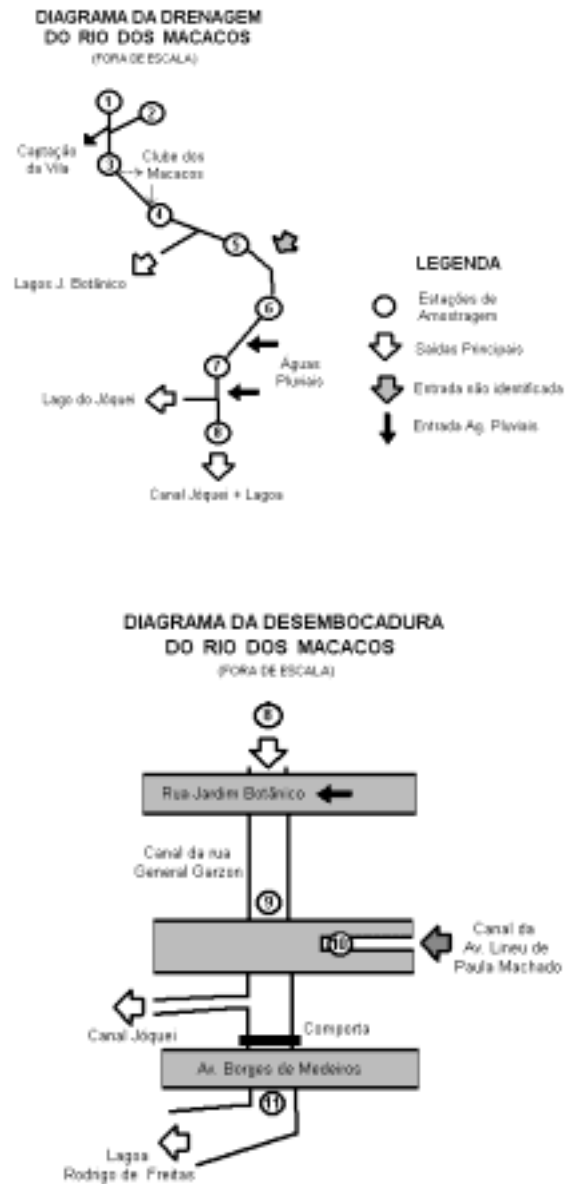 DIAGRAMA DA DRENAGEM
DO RIO DOS MACACOS
(FORA DE ESCALA)
1
2
Captação
da Vila
3
Clube dos
Macacos
4
5
Lagos J. Botânico
6
7
Águas
Pluviais
Lago do Jóquei
8
Canal Jóquei + Lagoa
LEGENDA
Estações de
Amostragem
Saídas Principais
Entrada não identificada
Entrada Ag. Pluviais
DIAGRAMA DA DESEMBOCADURA
DO RIO DOS MACACOS
(FORA DE ESCALA)
8
Rua Jardim Botânico
Canal da rua
General Garzon
9
10
Canal da
Av. Lineu de
Paula Machado
Canal Jóquei
Comporta
Av. Borges de Medeiros
11
Lagoa
Rodrigo de Freitas